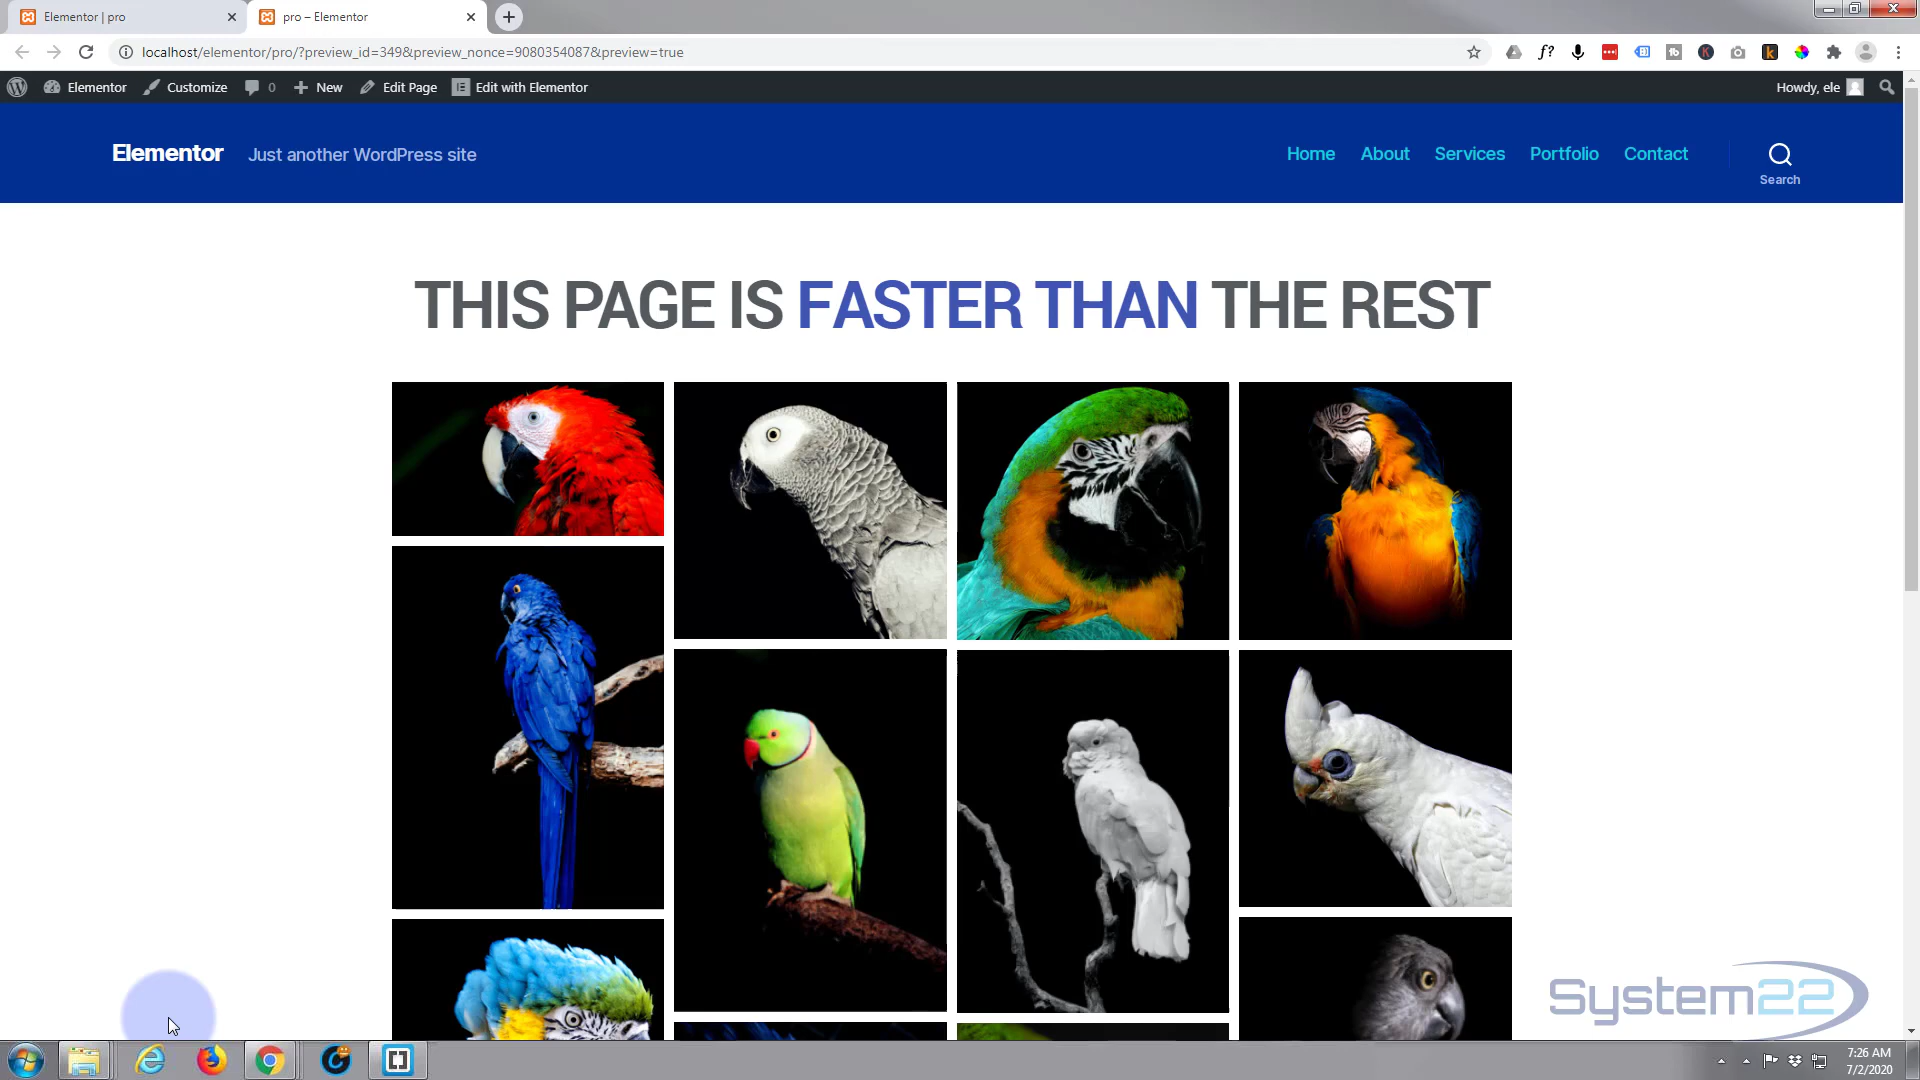 Elementor | pro
pro – Elementor
localhost/elementor/pro/?preview_id=349&preview_nonce=9080354087&preview=true
Elementor
Customize
0
New
Edit Page
Edit with Elementor
Howdy, ele
Elementor
Just another WordPress site
Home
About
Services
Portfolio
Contact
Search
THIS PAGE IS FASTER THAN THE REST
System22
7:26 AM
7/2/2020